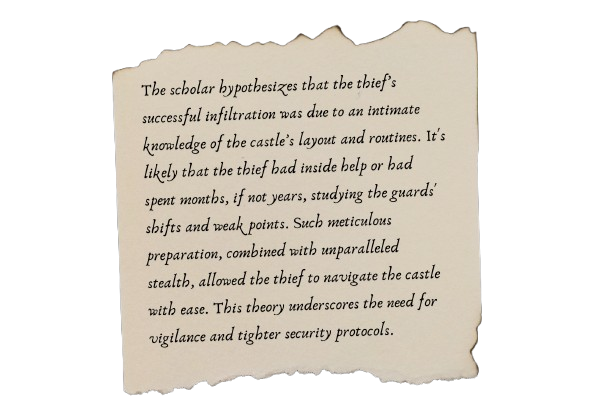 The scholar hypothesizes that the thief's
successful infiltration was due to an intimate
knowledge of the castle's layout and routines. It's
likely that the thief had inside help or had
spent months, if not years, studying the guards'
shifts and weak points. Such meticulous
preparation, combined with unparalleled
stealth, allowed the thief to navigate the castle
with ease. This theory underscores the need for
vigilance and tighter security protocols.